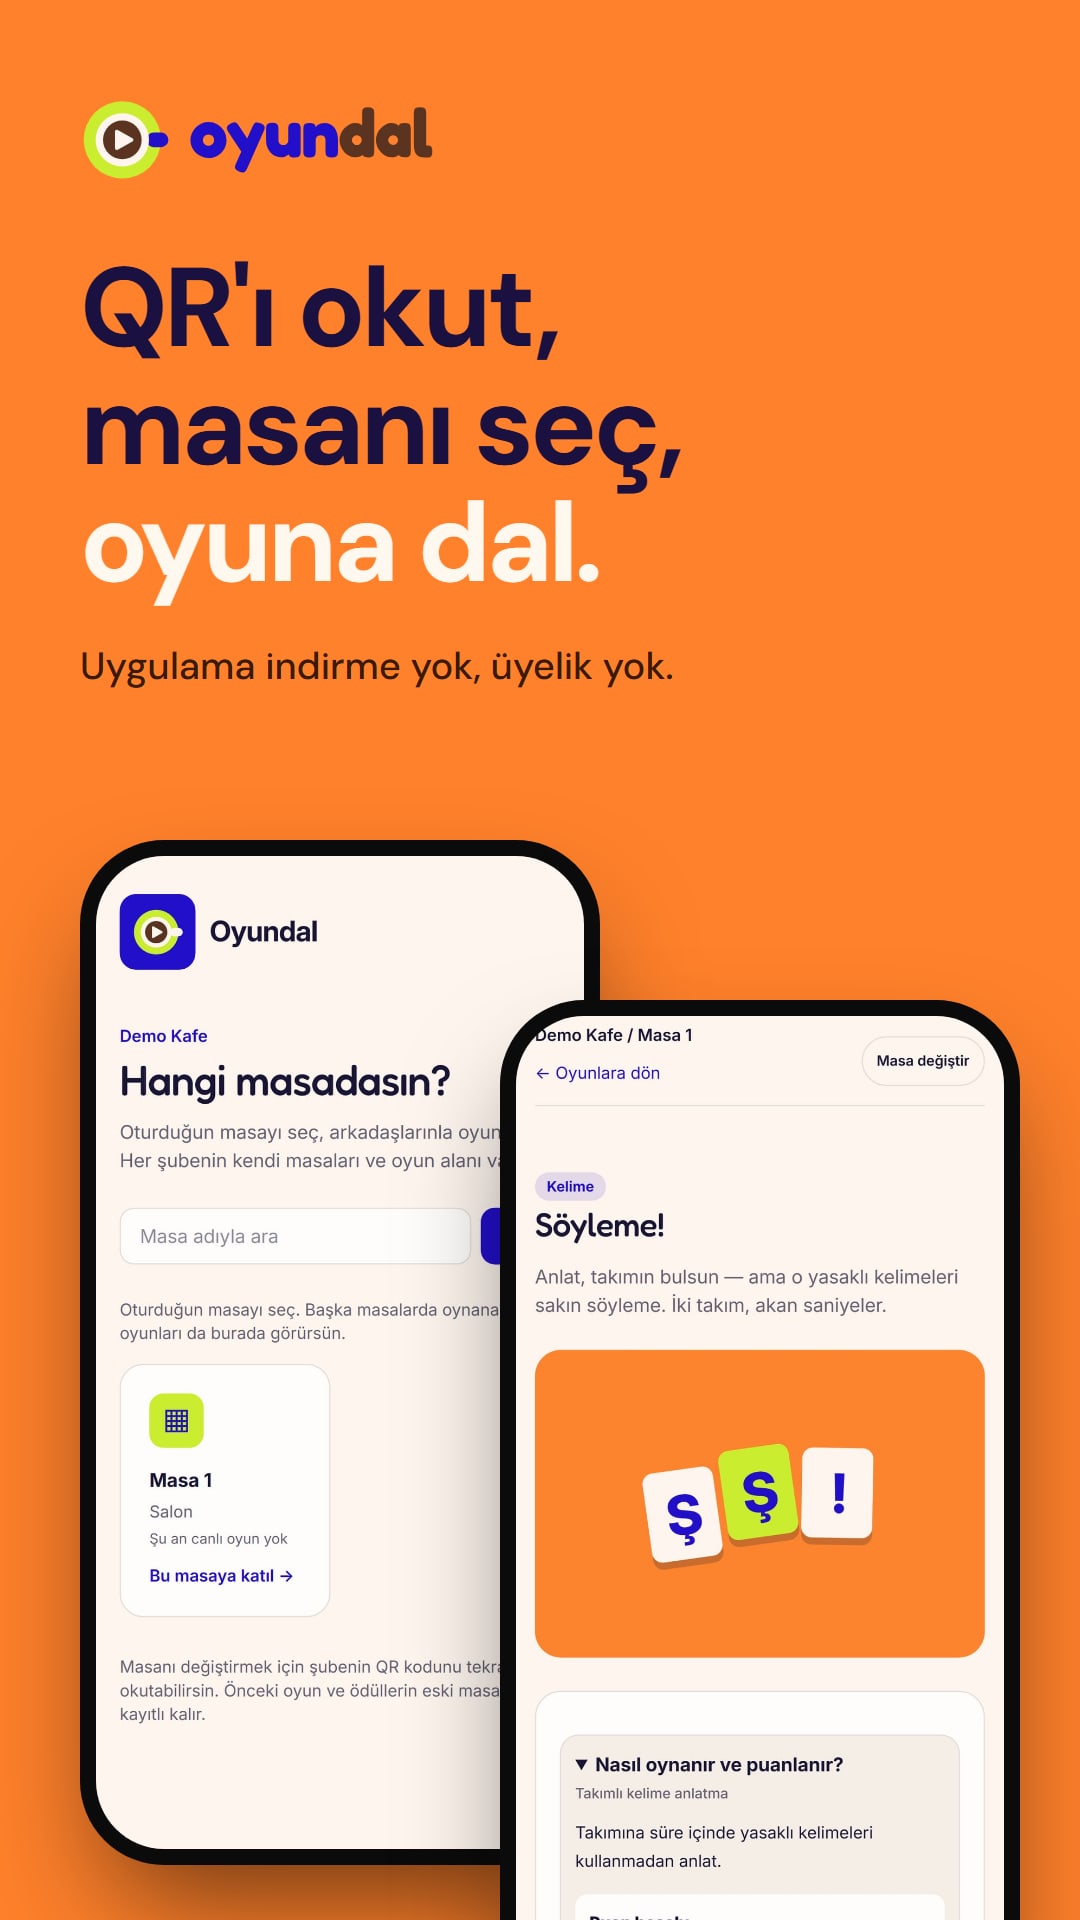 oyundal
QR'ı okut,
masanı seç,
oyuna dal.
Uygulama indirme yok, üyelik yok.
Oyundal
Demo Kafe
Hangi masadasın?
Oturduğun masayı seç, arkadaşlarınla
Her şubenin kendi masaları ve oyun alanı
Masa adıyla ara
Oturduğun masayı seç. Başka masalarda
oyunları da burada görürsün.
Masa 1
Salon
Şu an canlı oyun yok
Bu masaya katıl →
Masanı değiştirmek için şubenin QR kodunu
okutabilirsin. Önceki oyun ve ödüllerin eski
kayıtlı kalır.
Demo Kafe / Masa 1
← Oyunlara dön
Masa değiştir
Kelime
Söyleme!
Anlat, takımın bulsun — ama o yasaklı kelimeleri
sakın söyleme. İki takım, akan saniyeler.
Ş Ş !
▼ Nasıl oynanır ve puanlanır?
Takımlı kelime anlatma
Takımına süre içinde yasaklı kelimeleri
kullanmadan anlat.